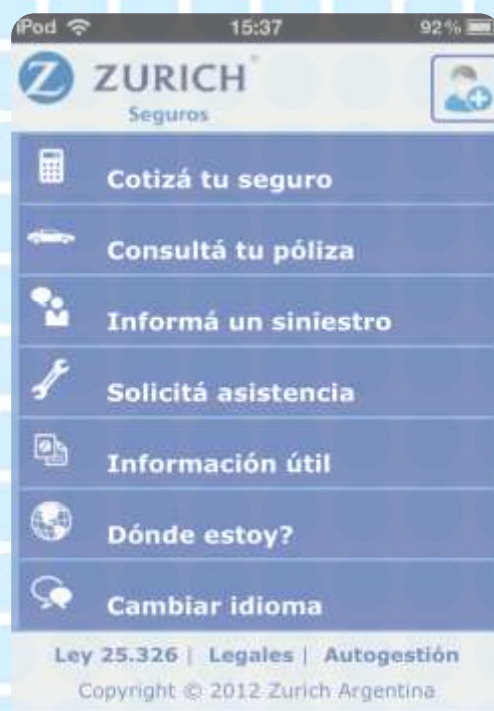 iPod 15:37 92%
ZURICH
Seguros
Cotizá tu seguro
Consultá tu póliza
Informá un siniestro
Solicitá asistencia
Información útil
Dónde estoy?
Cambiar idioma
Ley 25.326 | Legales | Autogestión
Copyright © 2012 Zurich Argentina